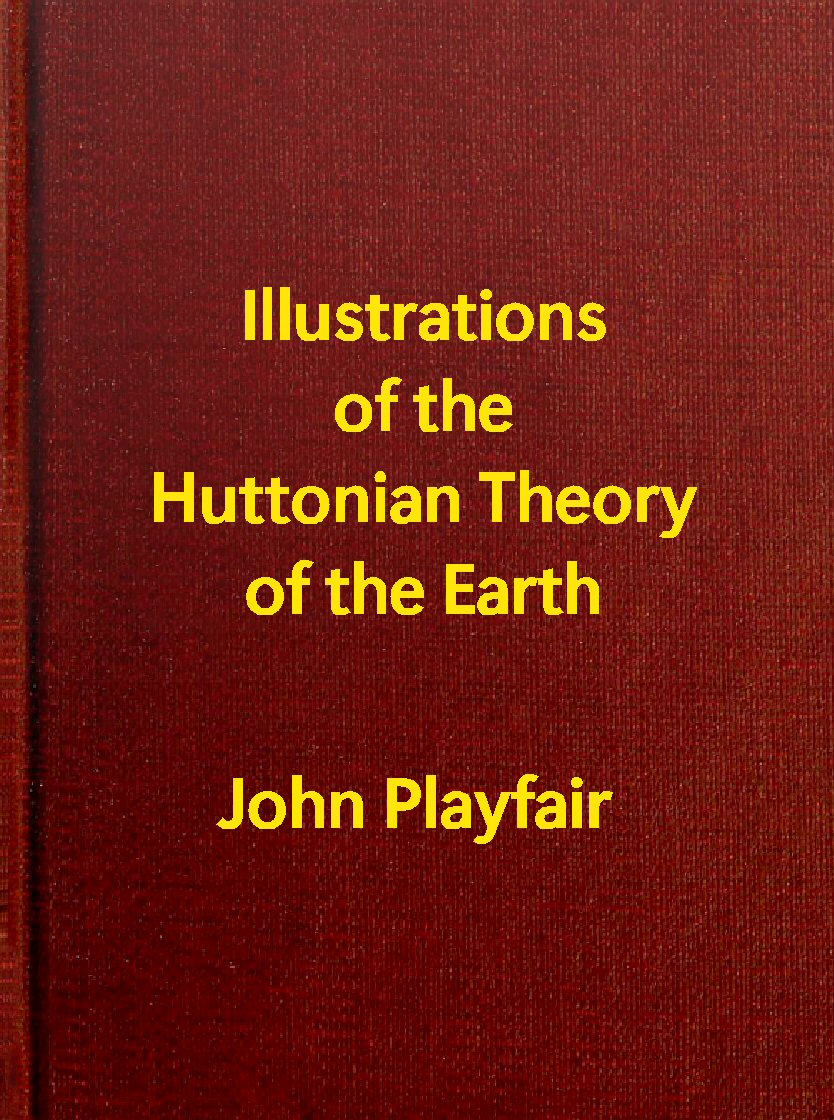 Illustrations
of the
Huttonian Theory
of the Earth
John Playfair